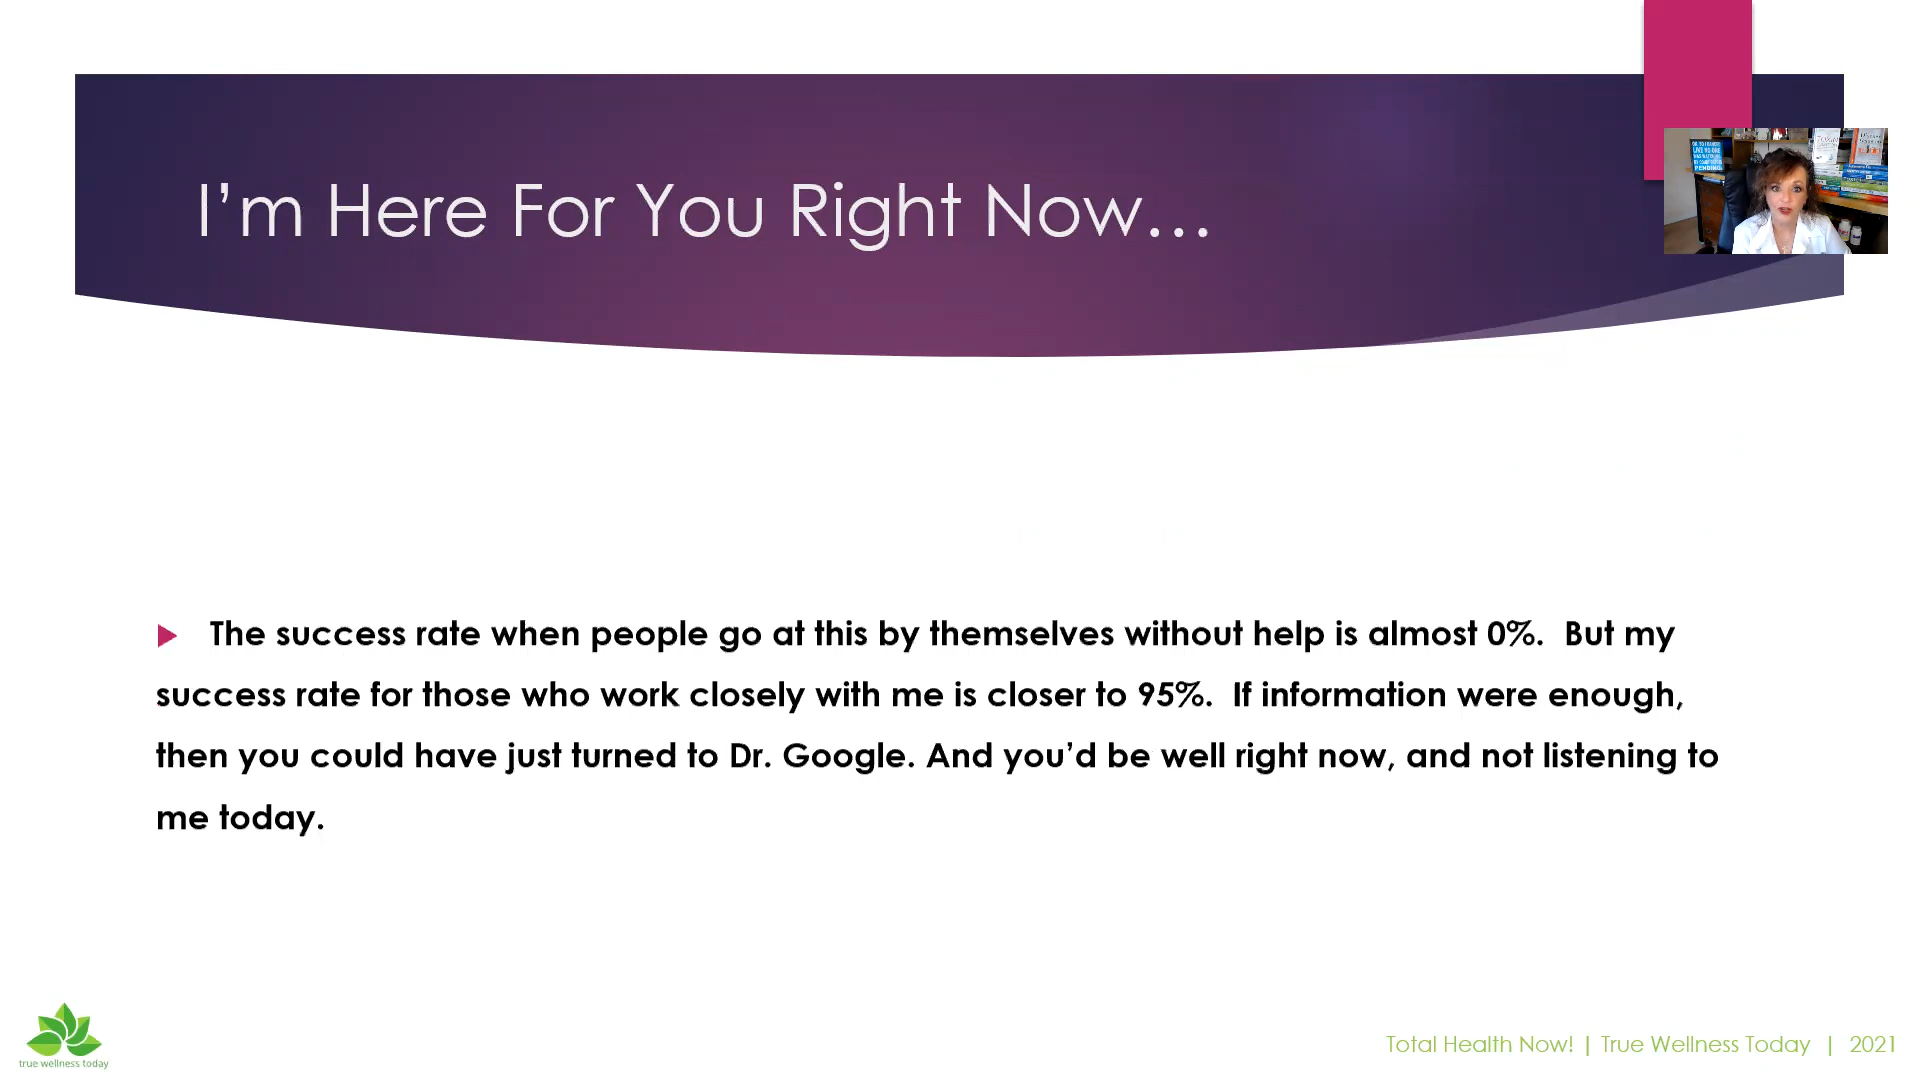 I’m Here For You Right Now…
PENDING
The success rate when people go at this by themselves without help is almost 0%.  But my
success rate for those who work closely with me is closer to 95%.  If information were enough,
then you could have just turned to Dr. Google. And you’d be well right now, and not listening to
me today.
true wellness today
Total Health Now! | True Wellness Today | 2021